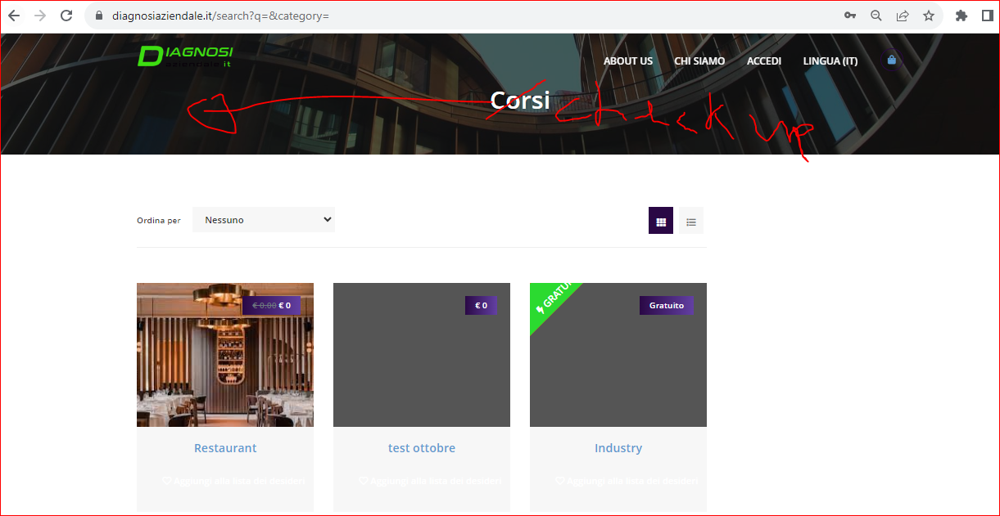 diagnosiaziendale.it/search?q=&category=
DIAGNOSI
aziendale.it
ABOUT US CHI SIAMO ACCEDI LINGUA (IT)
Corsi check up
Ordina per Nessuno
€ 0.00 € 0
€ 0
GRATUI
Gratuito
Restaurant
test ottobre
Industry
Aggiungi alla lista dei desideri
Aggiungi alla lista dei desideri
Aggiungi alla lista dei desideri